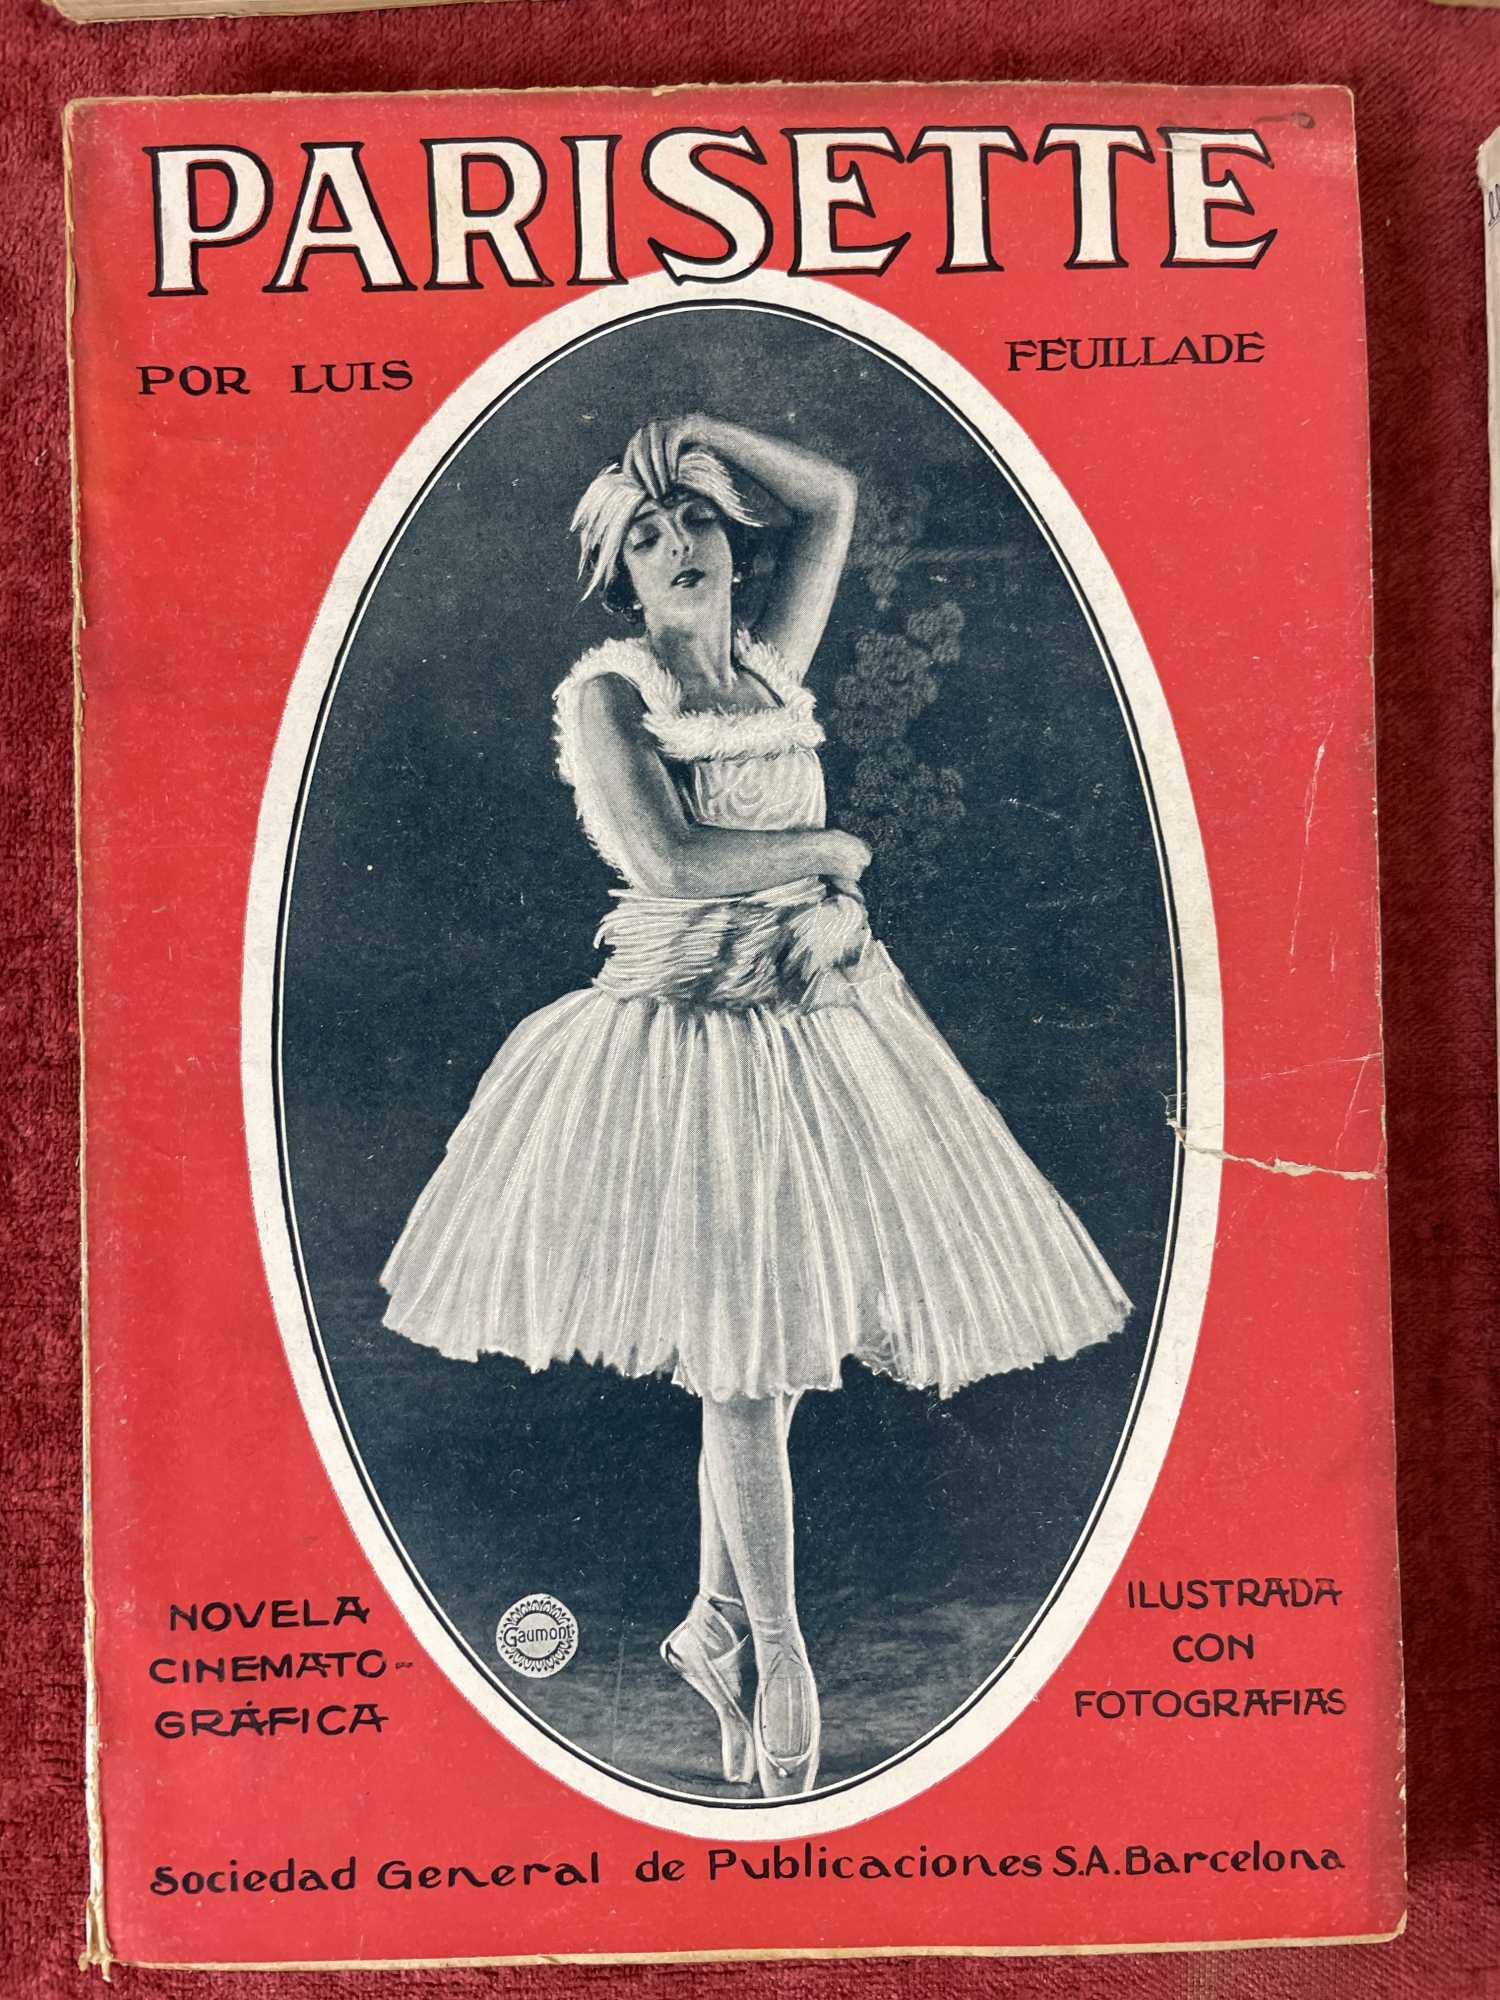 PARISETTE
POR LUIS FEUILLADE
Gaumont
NOVELA
CINEMATO-
GRÁFICA
ILUSTRADA
CON
FOTOGRAFIAS
Sociedad General de Publicaciones S.A. Barcelona